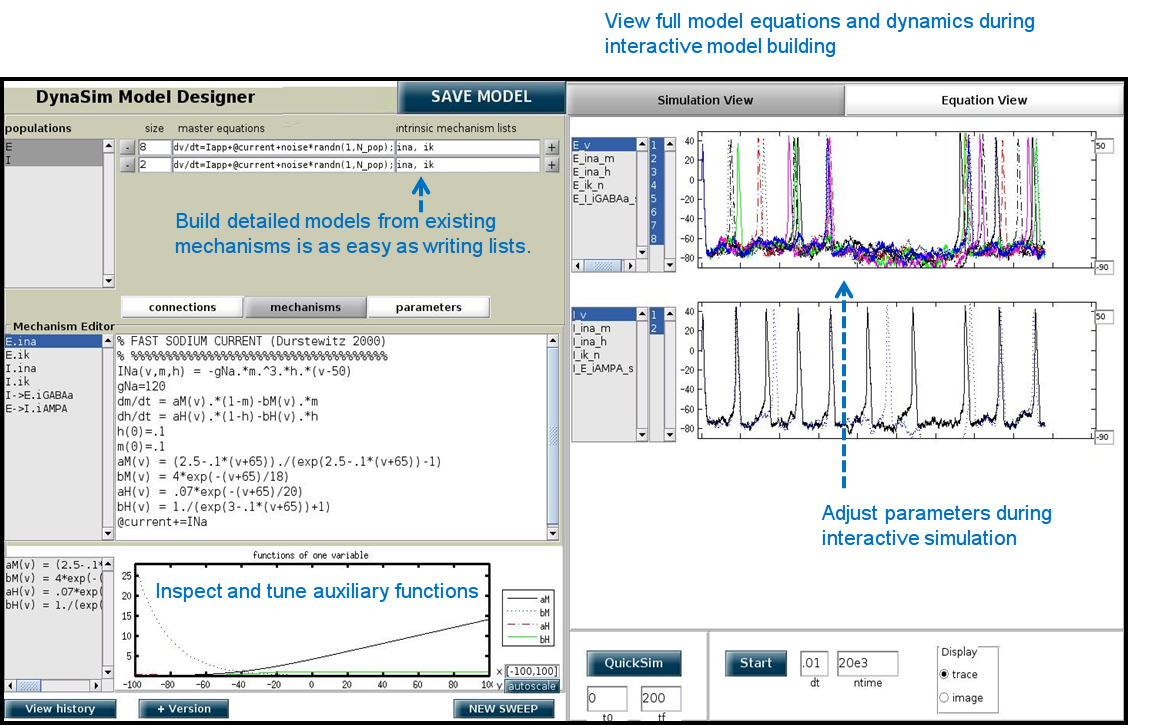 View full model equations and dynamics during
interactive model building
DynaSim Model Designer
SAVE MODEL
Simulation View
Equation View
populations
size
master equations
intrinsic mechanism lists
E
I
-
8
dv/dt=Iapp+@current+noise*randn(1,N_pop);
ina, ik
+
-
2
dv/dt=Iapp+@current+noise*randn(1,N_pop);
ina, ik
+
Build detailed models from existing
mechanisms is as easy as writing lists.
connections
mechanisms
parameters
Mechanism Editor
E.ina
E.ik
I.ina
I.ik
I->E.iGABAa
E->I.iAMPA
% FAST SODIUM CURRENT (Durstewitz 2000)
% %%%%%%%%%%%%%%%%%%%%%%%%%%%%%%%%%%%%%
INa(v,m,h) = -gNa.*m.^3.*h.*(v-50)
gNa=120
dm/dt = aM(v).*(1-m)-bM(v).*m
dh/dt = aH(v).*(1-h)-bH(v).*h
h(0)=.1
m(0)=.1
aM(v) = (2.5-.1*(v+65))./(exp(2.5-.1*(v+65))-1)
bM(v) = 4*exp(-(v+65)/18)
aH(v) = .07*exp(-(v+65)/20)
bH(v) = 1./(exp(3-.1*(v+65))+1)
@current+=INa
aM(v) = (2.5-.1*
bM(v) = 4*exp(-(
aH(v) = .07*exp(
bH(v) = 1./(exp(
functions of one variable
25
20
15
10
5
-100 -80 -60 -40 -20 0 20 40 60 80 100
Inspect and tune auxiliary functions
aM
bM
aH
bH
x [-100,100]
y autoscale
View history
+ Version
NEW SWEEP
E_v
E_ina_m
E_ina_h
E_ik_n
E_I_iGABAa_s
1
2
3
4
5
6
7
8
40
20
0
-20
-40
-60
-80
50
-90
I_v
I_ina_m
I_ina_h
I_ik_n
I_E_iAMPA_s
1
2
40
20
0
-20
-40
-60
-80
50
-90
Adjust parameters during
interactive simulation
QuickSim
0
200
t0
tf
Start
.01
20e3
dt
ntime
Display
trace
image